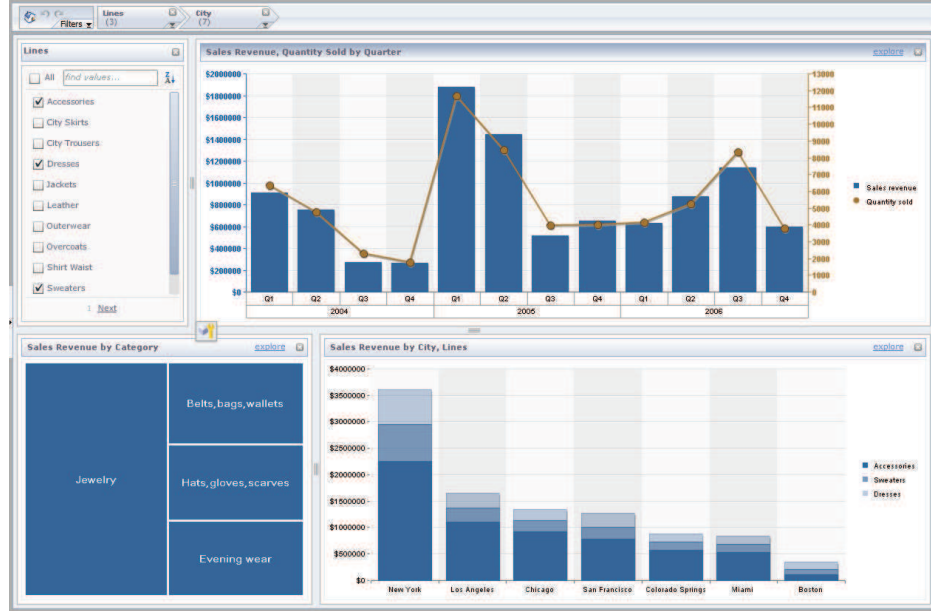 Filters
Lines
(3)
City
(7)
Lines
All
find values...
Accessories
City Skirts
City Trousers
Dresses
Jackets
Leather
Outerwear
Overcoats
Shirt Waist
Sweaters
Next
Sales Revenue, Quantity Sold by Quarter
explore
$2000000
$1800000
$1600000
$1400000
$1200000
$1000000
$800000
$600000
$400000
$200000
$0
13000
12000
11000
10000
9000
8000
7000
6000
5000
4000
3000
2000
1000
0
Q1 Q2 Q3 Q4 Q1 Q2 Q3 Q4 Q1 Q2 Q3 Q4
2004 2005 2006
Sales revenue
Quantity sold
Sales Revenue by Category
explore
Jewelry
Belts,bags,wallets
Hats,gloves,scarves
Evening wear
Sales Revenue by City, Lines
explore
$4000000
$3500000
$3000000
$2500000
$2000000
$1500000
$1000000
$500000
$0
New York Los Angeles Chicago San Francisco Colorado Springs Miami Boston
Accessories
Sweaters
Dresses